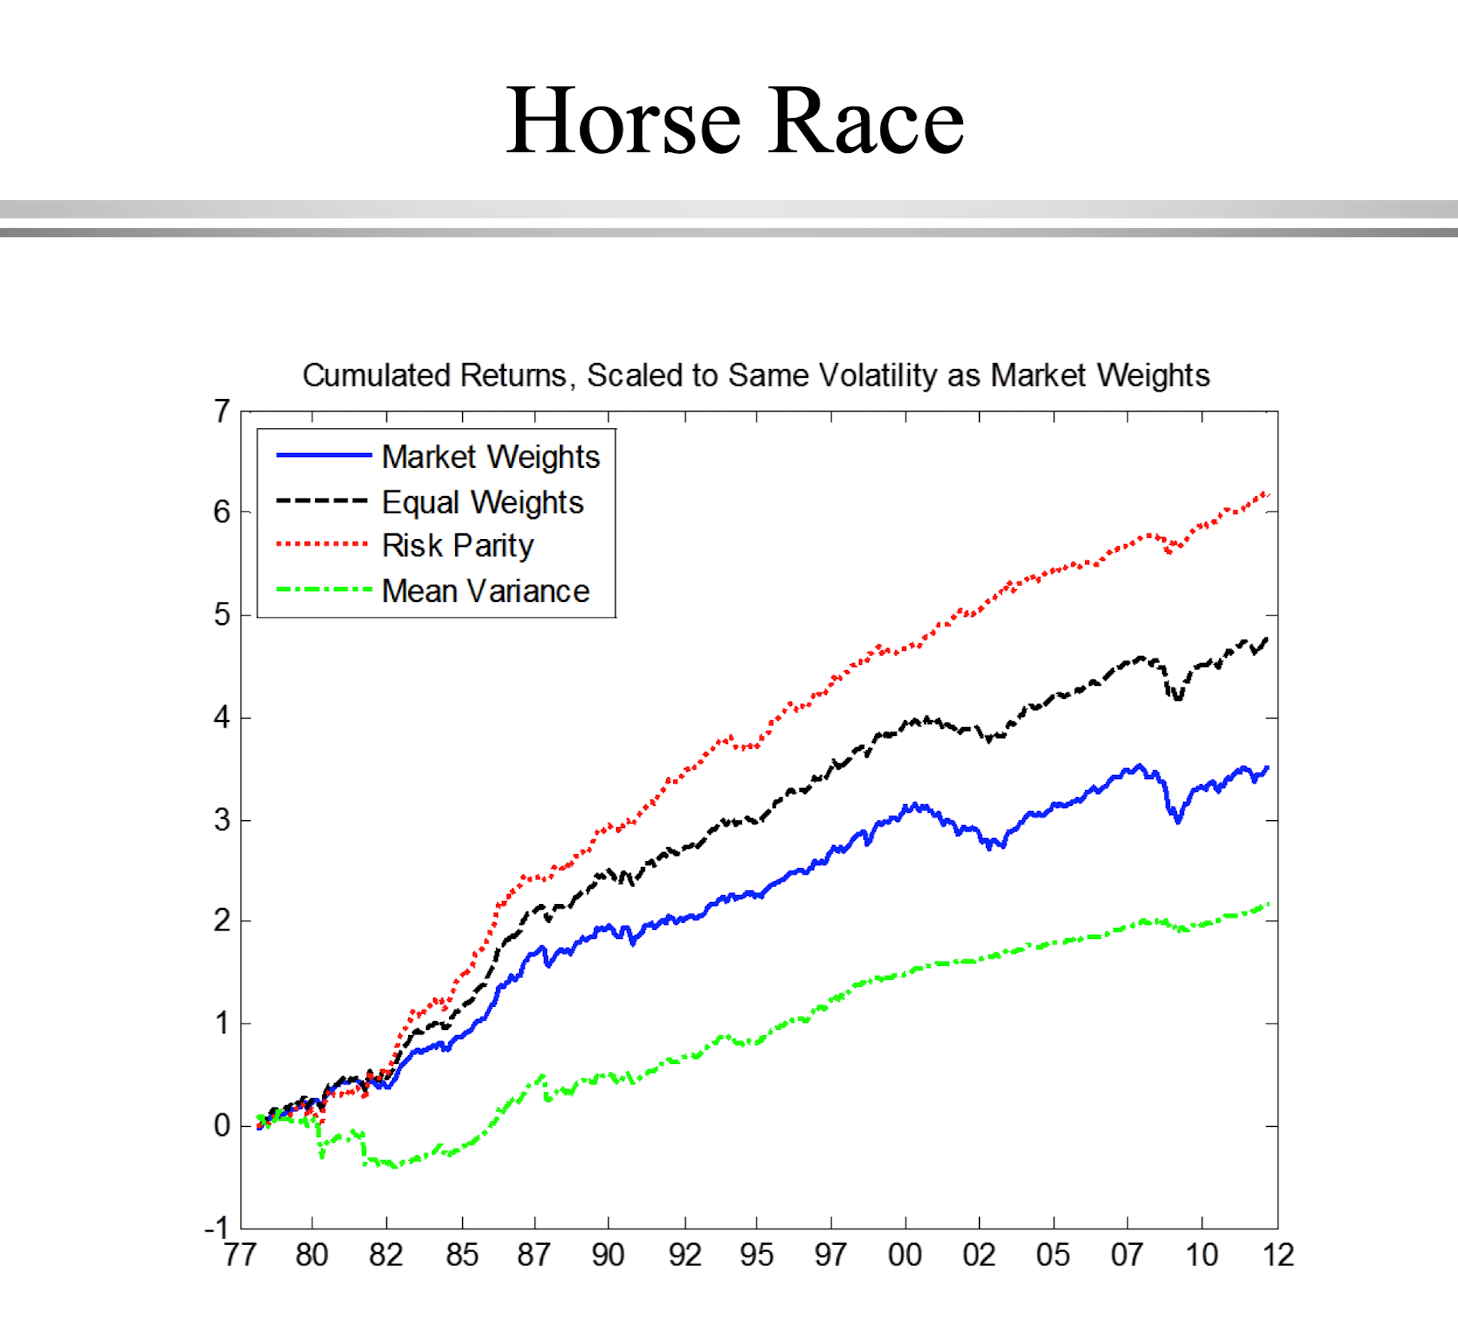 Horse Race
Cumulated Returns, Scaled to Same Volatility as Market Weights
7
6
5
4
3
2
1
0
-1
Market Weights
Equal Weights
Risk Parity
Mean Variance
77 80 82 85 87 90 92 95 97 00 02 05 07 10 12